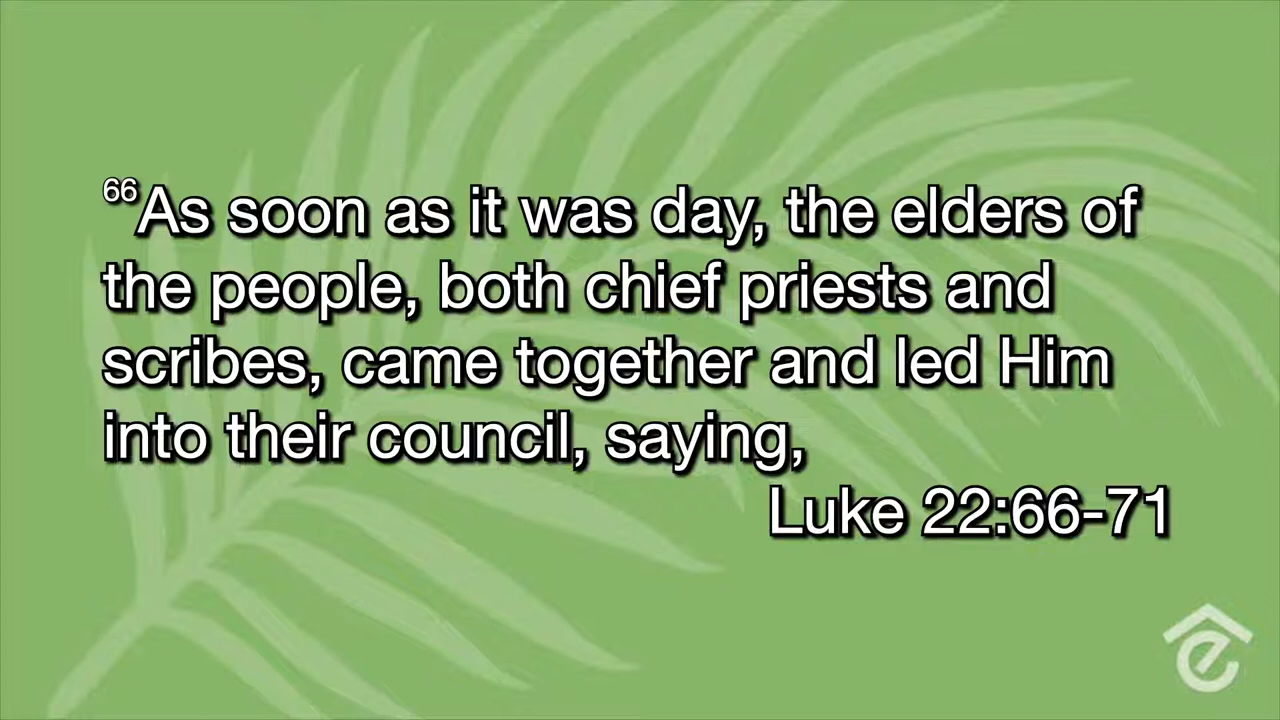 66As soon as it was day, the elders of
the people, both chief priests and
scribes, came together and led Him
into their council, saying,
Luke 22:66-71
e